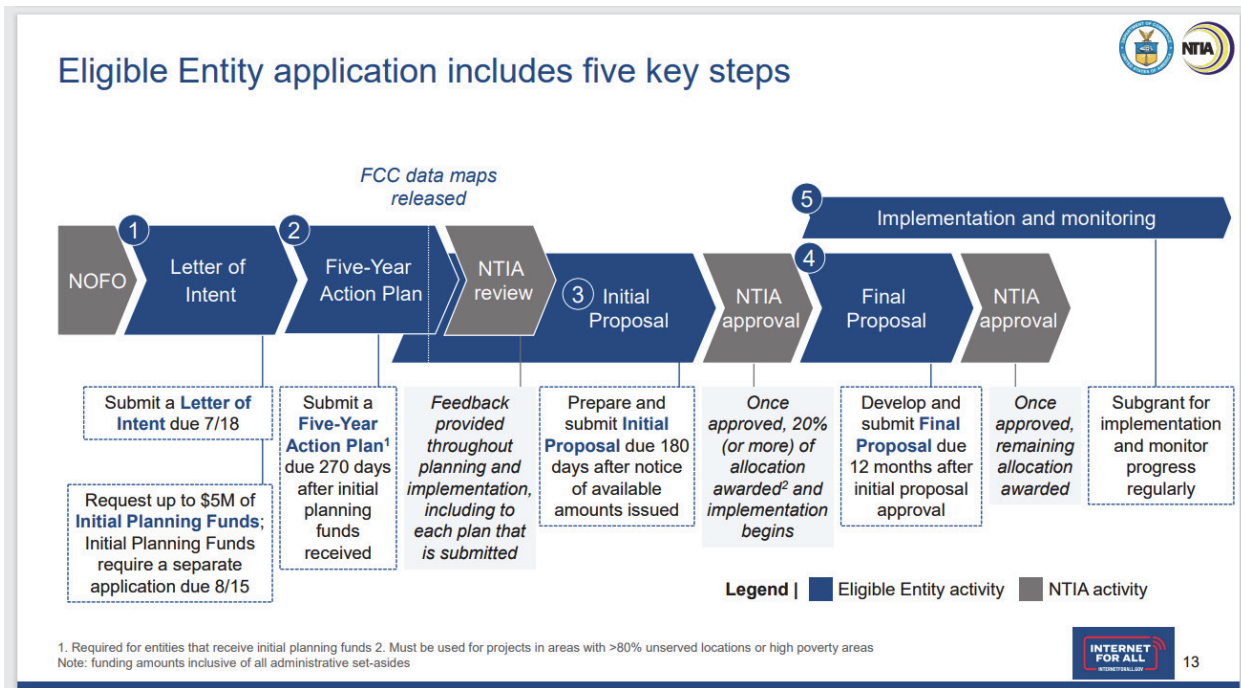 Eligible Entity application includes five key steps
NTIA
FCC data maps
released
5
Implementation and monitoring
NOFO
1
Letter of
Intent
2
Five-Year
Action Plan
NTIA
review
3
Initial
Proposal
NTIA
approval
4
Final
Proposal
NTIA
approval
Submit a Letter of
Intent due 7/18
Request up to $5M of
Initial Planning Funds;
Initial Planning Funds
require a separate
application due 8/15
Submit a
Five-Year
Action Plan1
due 270 days
after initial
planning
funds
received
Feedback
provided
throughout
planning and
implementation,
including to
each plan that
is submitted
Prepare and
submit Initial
Proposal due 180
days after notice
of available
amounts issued
Once
approved, 20%
(or more) of
allocation
awarded2 and
implementation
begins
Develop and
submit Final
Proposal due
12 months after
initial proposal
approval
Once
approved,
remaining
allocation
awarded
Subgrant for
implementation
and monitor
progress
regularly
Legend | Eligible Entity activity NTIA activity
1. Required for entities that receive initial planning funds 2. Must be used for projects in areas with >80% unserved locations or high poverty areas
Note: funding amounts inclusive of all administrative set-asides
INTERNET
FOR ALL
INTERNETFORALL.GOV
13